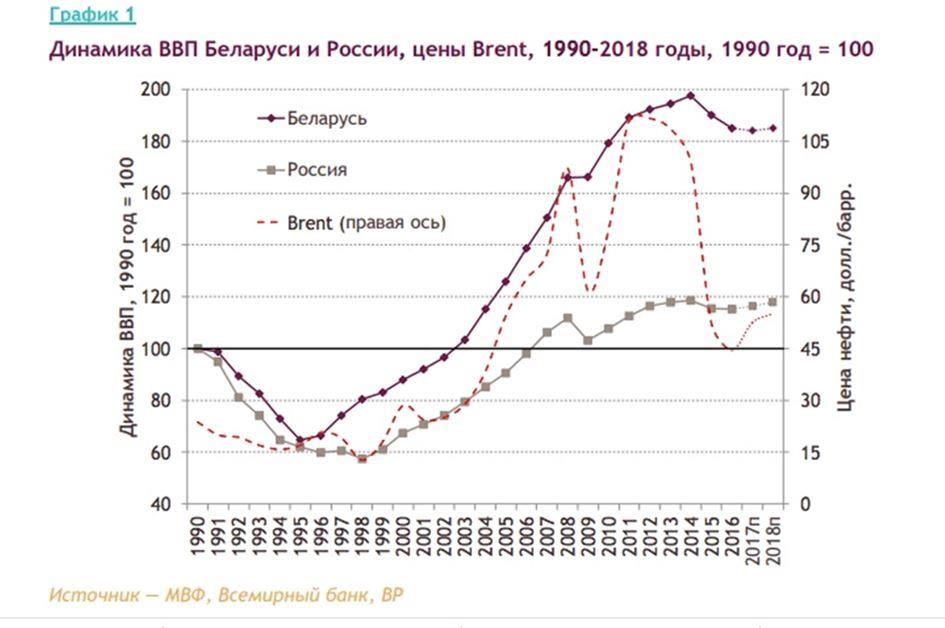 График 1
Динамика ВВП Беларуси и России, цены Brent, 1990-2018 годы, 1990 год = 100
Динамика ВВП, 1990 год = 100
200
180
160
140
120
100
80
60
40
Беларусь
Россия
Brent (правая ось)
120
105
90
75
60
45
30
15
0
Цена нефти, долл./барр.
1990 1991 1992 1993 1994 1995 1996 1997 1998 1999 2000 2001 2002 2003 2004 2005 2006 2007 2008 2009 2010 2011 2012 2013 2014 2015 2016 2017п 2018п
Источник — МВФ, Всемирный банк, ВР